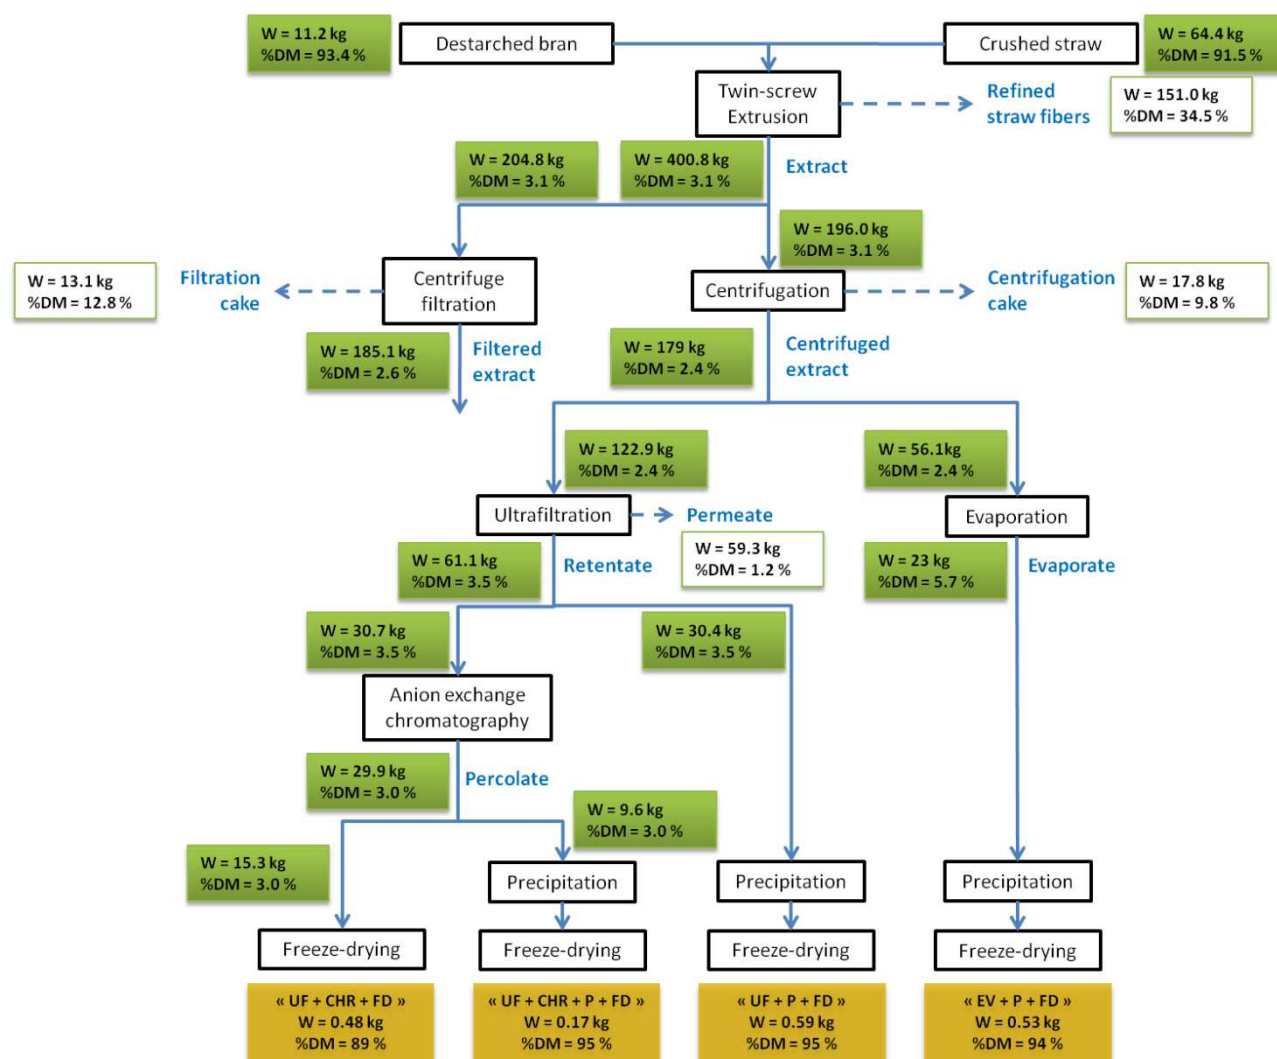 W = 11.2 kg
%DM = 93.4 %
Destarched bran
Crushed straw
W = 64.4 kg
%DM = 91.5 %
Twin-screw
Extrusion
Refined
straw fibers
W = 151.0 kg
%DM = 34.5 %
W = 204.8 kg
%DM = 3.1 %
W = 400.8 kg
%DM = 3.1 %
Extract
W = 196.0 kg
%DM = 3.1 %
W = 13.1 kg
%DM = 12.8 %
Filtration
cake
Centrifuge
filtration
Centrifugation
Centrifugation
cake
W = 17.8 kg
%DM = 9.8 %
W = 185.1 kg
%DM = 2.6 %
Filtered
extract
W = 179 kg
%DM = 2.4 %
Centrifuged
extract
W = 122.9 kg
%DM = 2.4 %
W = 56.1kg
%DM = 2.4 %
Ultrafiltration
Permeate
Evaporation
W = 59.3 kg
%DM = 1.2 %
W = 61.1 kg
%DM = 3.5 %
Retentate
W = 23 kg
%DM = 5.7 %
Evaporate
W = 30.7 kg
%DM = 3.5 %
W = 30.4 kg
%DM = 3.5 %
Anion exchange
chromatography
W = 29.9 kg
%DM = 3.0 %
Percolate
W = 9.6 kg
%DM = 3.0 %
W = 15.3 kg
%DM = 3.0 %
Precipitation
Precipitation
Precipitation
Freeze-drying
Freeze-drying
Freeze-drying
Freeze-drying
« UF + CHR + FD »
W = 0.48 kg
%DM = 89 %
« UF + CHR + P + FD »
W = 0.17 kg
%DM = 95 %
« UF + P + FD »
W = 0.59 kg
%DM = 95 %
« EV + P + FD »
W = 0.53 kg
%DM = 94 %